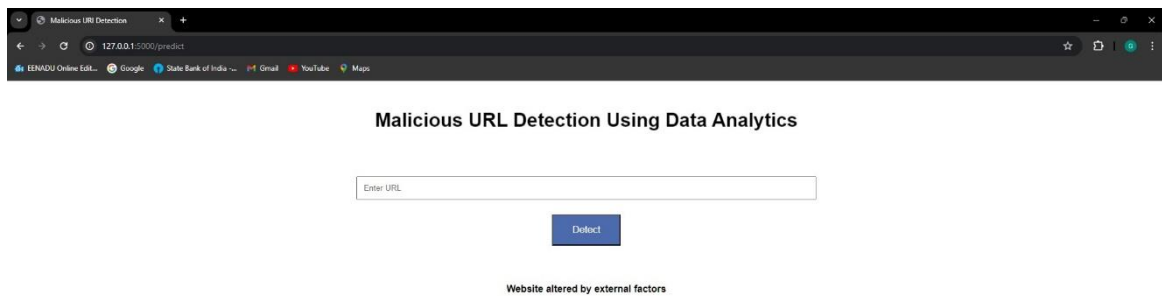 Malicious URl Detection
127.0.0.1:5000/predict
EENADU Online Edit... Google State Bank of India -... Gmail YouTube Maps
Malicious URL Detection Using Data Analytics
Enter URL
Detect
Website altered by external factors